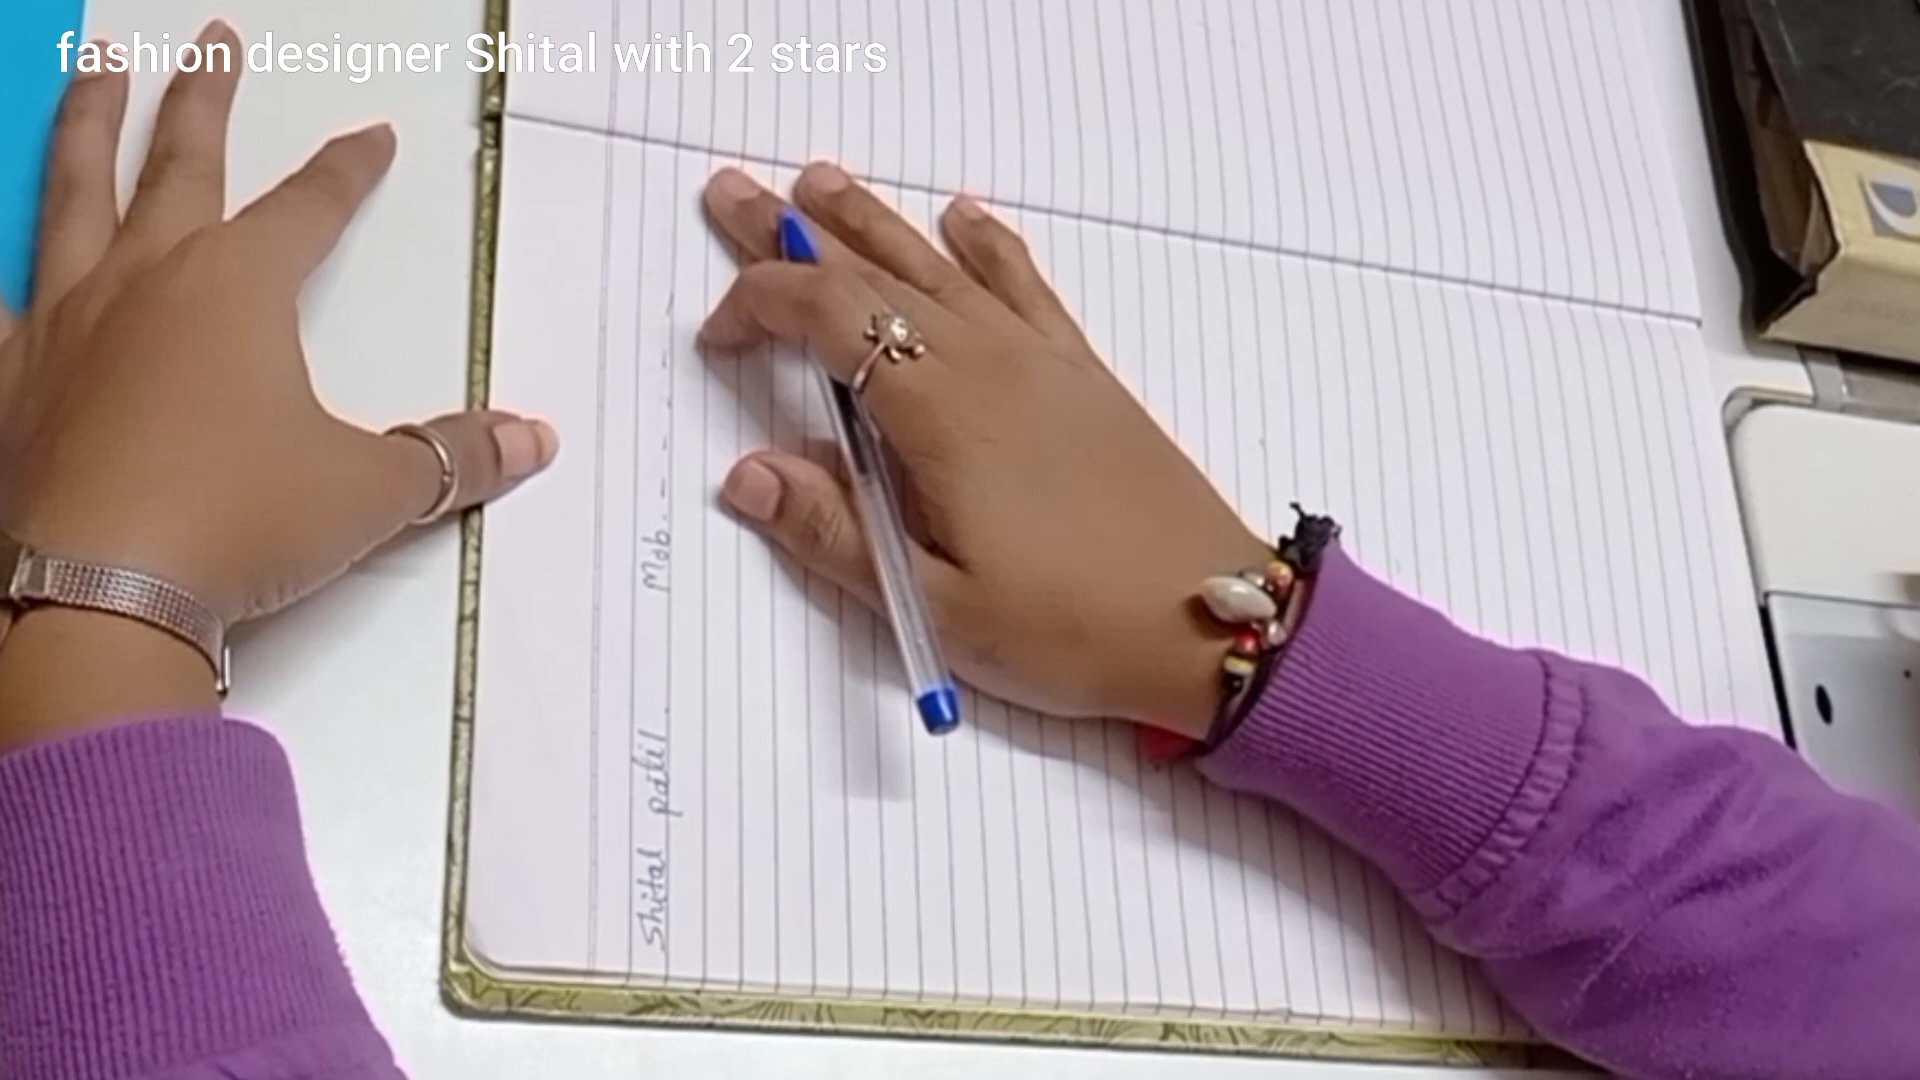 fashion designer Shital with 2 stars
Shital patil. Mob. - - - - -